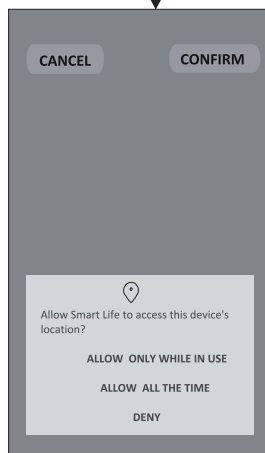 CANCEL
CONFIRM
Allow Smart Life to access this device's
location?
ALLOW ONLY WHILE IN USE
ALLOW ALL THE TIME
DENY